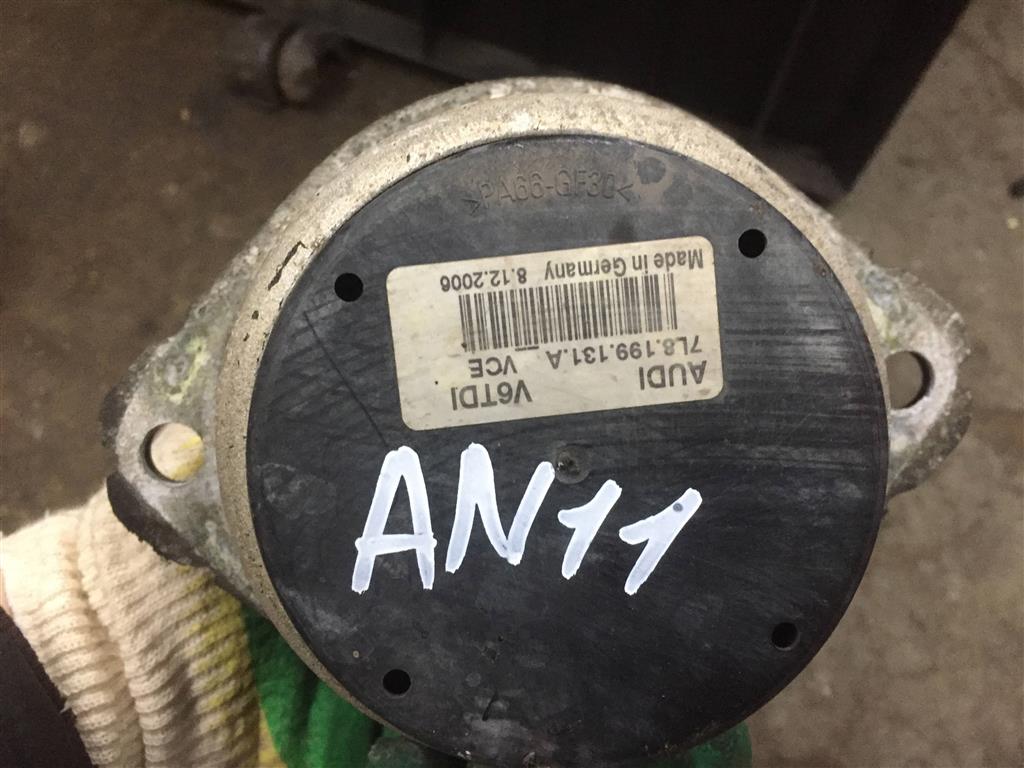 >PA66-GF30<
AUDI V6TDI
7L8.199.131.A VCE
Made in Germany 8.12.2006
AN11